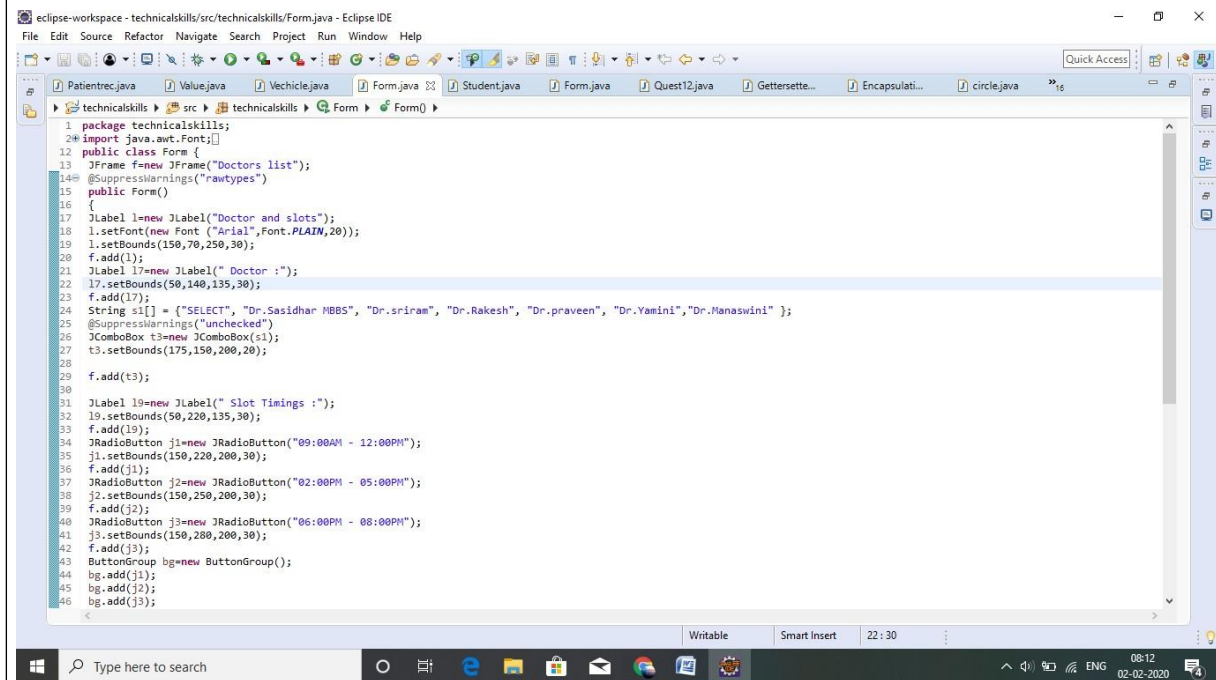 eclipse-workspace - technicalskills/src/technicalskills/Form.java - Eclipse IDE
File Edit Source Refactor Navigate Search Project Run Window Help
Quick Access
Patientrec.java Value.java Vechicle.java Form.java Student.java Form.java Quest12.java Gettersette... Encapsulati... circle.java »16
technicalskills src technicalskills Form Form()
1 package technicalskills;
2 import java.awt.Font;
12 public class Form {
13 JFrame f=new JFrame("Doctors list");
14 @SuppressWarnings("rawtypes")
15 public Form()
16 {
17 JLabel l=new JLabel("Doctor and slots");
18 l.setFont(new Font ("Arial",Font.PLAIN,20));
19 l.setBounds(150,70,250,30);
20 f.add(l);
21 JLabel l7=new JLabel(" Doctor :");
22 l7.setBounds(50,140,135,30);
23 f.add(l7);
24 String s1[] = {"SELECT", "Dr.Sasidhar MBBS", "Dr.sriram", "Dr.Rakesh", "Dr.praveen", "Dr.Yamini","Dr.Manaswini" };
25 @SuppressWarnings("unchecked")
26 JComboBox t3=new JComboBox(s1);
27 t3.setBounds(175,150,200,20);
28
29 f.add(t3);
30
31 JLabel l9=new JLabel(" Slot Timings :");
32 l9.setBounds(50,220,135,30);
33 f.add(l9);
34 JRadioButton j1=new JRadioButton("09:00AM - 12:00PM");
35 j1.setBounds(150,220,200,30);
36 f.add(j1);
37 JRadioButton j2=new JRadioButton("02:00PM - 05:00PM");
38 j2.setBounds(150,250,200,30);
39 f.add(j2);
40 JRadioButton j3=new JRadioButton("06:00PM - 08:00PM");
41 j3.setBounds(150,280,200,30);
42 f.add(j3);
43 ButtonGroup bg=new ButtonGroup();
44 bg.add(j1);
45 bg.add(j2);
46 bg.add(j3);
Writable Smart Insert 22 : 30
Type here to search
ENG 08:12
02-02-2020 4